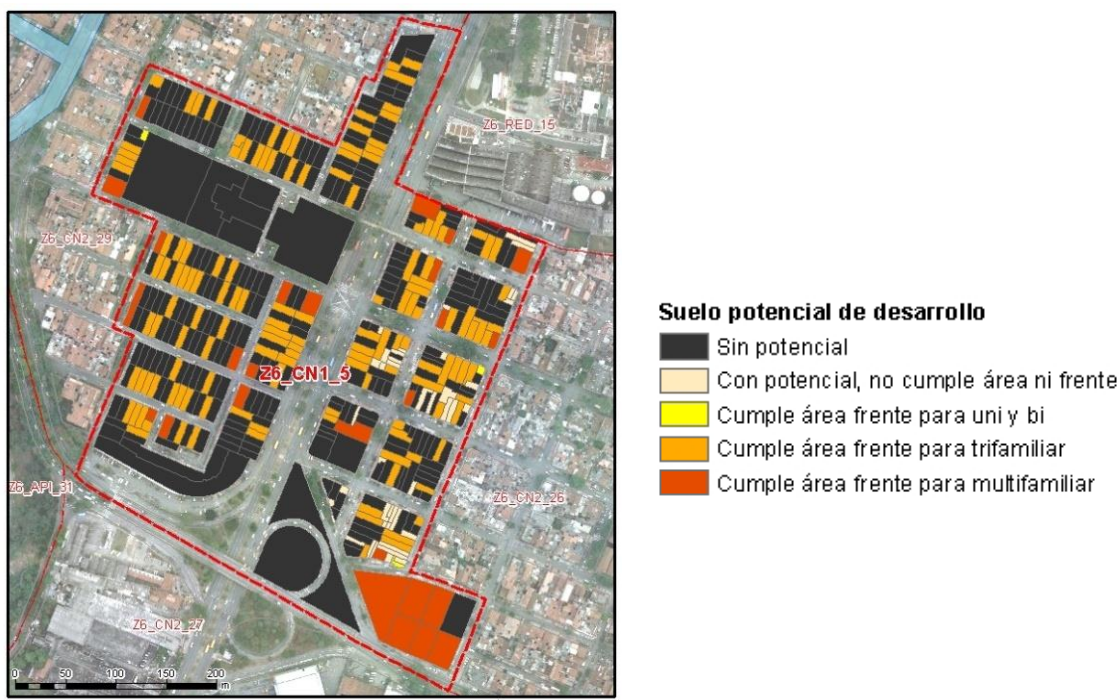 Z6_RED_15
Z6_CN2_29
Z6_CN1_5
Z6_API_31
Z6_CN2_26
Z6_CN2_27
0 50 100 150 200
m
Suelo potencial de desarrollo
Sin potencial
Con potencial, no cumple área ni frente
Cumple área frente para uni y bi
Cumple área frente para trifamiliar
Cumple área frente para multifamiliar